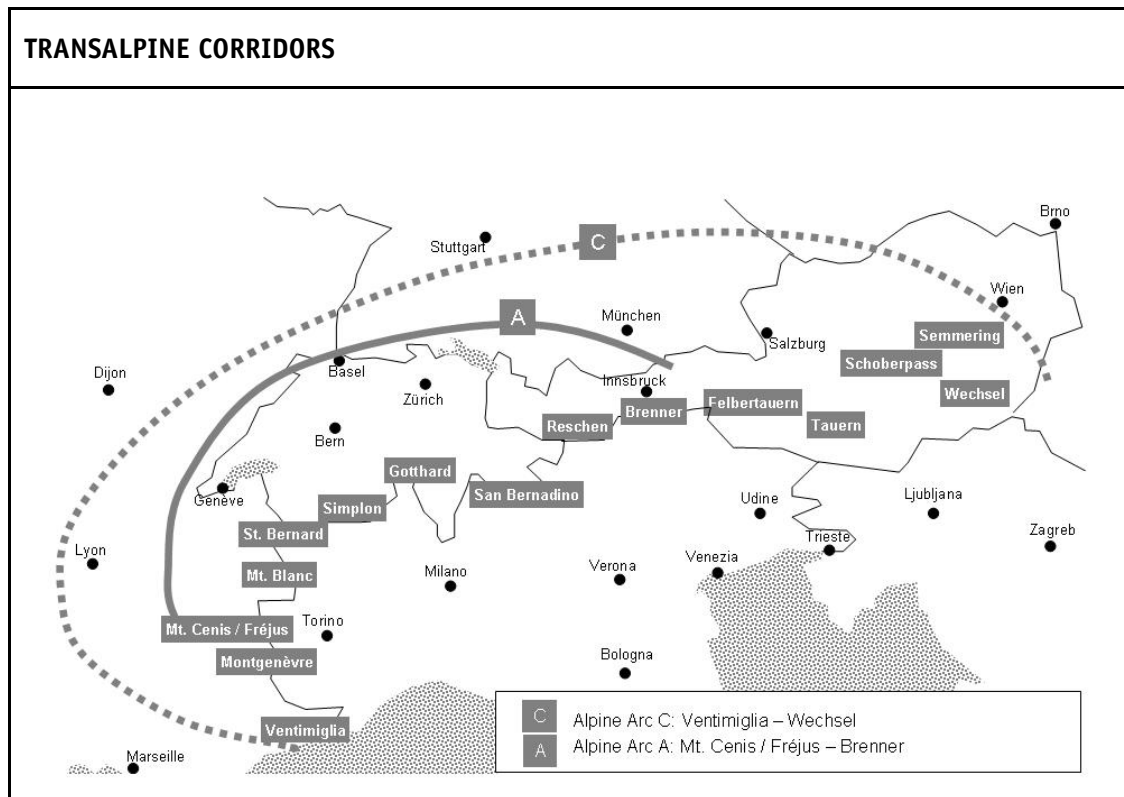 TRANSALPINE CORRIDORS
Brno
C
Stuttgart
Wien
A
München
Semmering
Salzburg
Schoberpass
Basel
Dijon
Innsbruck
Zürich
Wechsel
Felbertauern
Brenner
Reschen
Tauern
Bern
Gotthard
San Bernadino
Genève
Simplon
Udine
Ljubljana
St. Bernard
Trieste
Zagreb
Lyon
Venezia
Mt. Blanc
Milano
Verona
Torino
Mt. Cenis / Fréjus
Bologna
Montgenèvre
Ventimiglia
Marseille
C Alpine Arc C: Ventimiglia – Wechsel
A Alpine Arc A: Mt. Cenis / Fréjus – Brenner